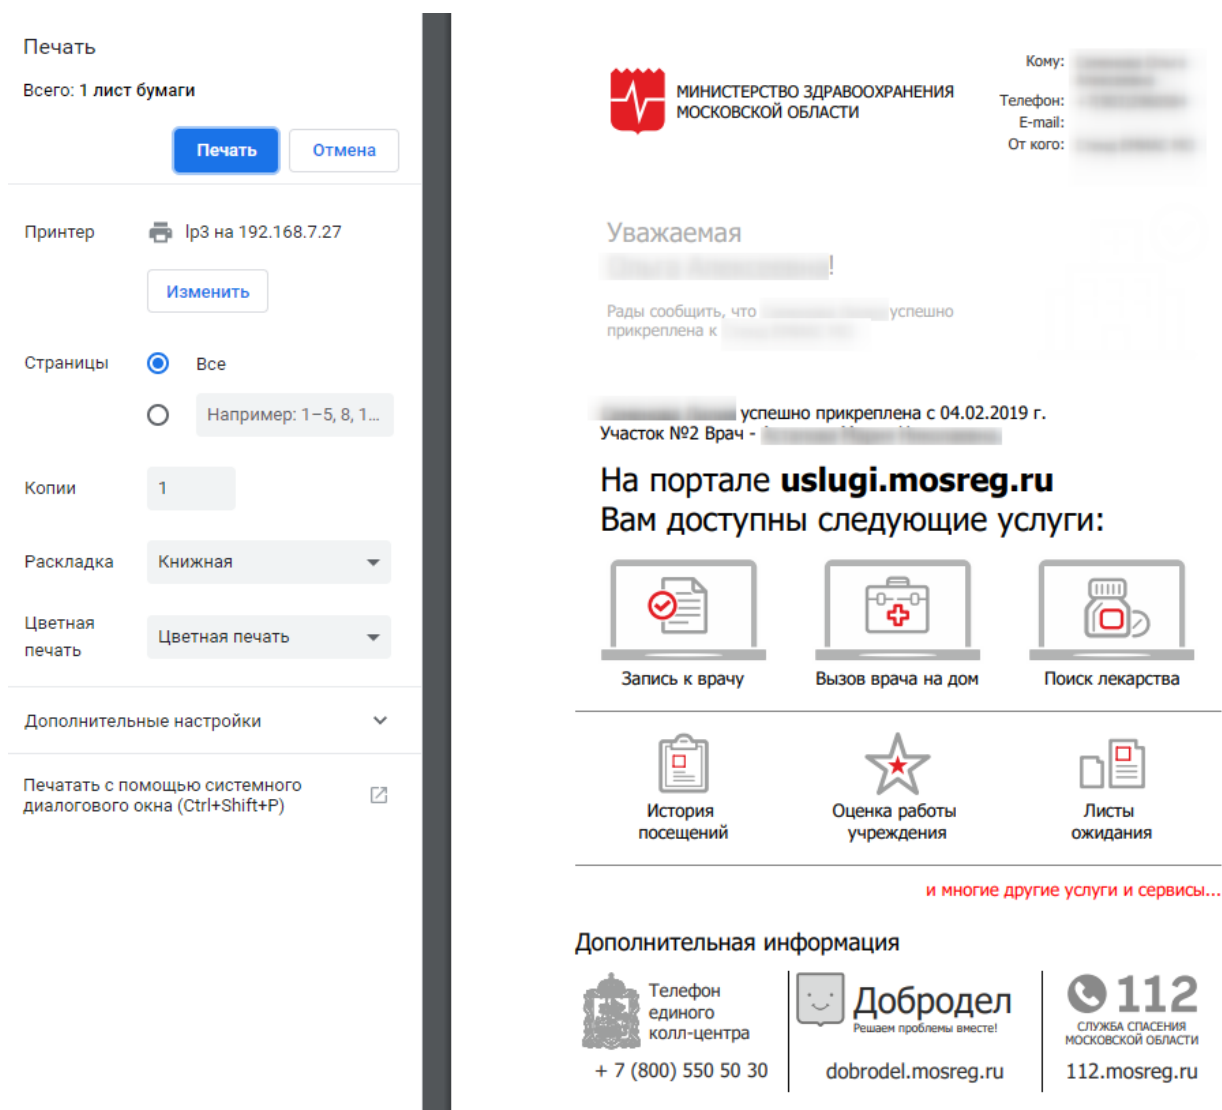 Печать
Всего: 1 лист бумаги
Печать
Отмена
Принтер
lp3 на 192.168.7.27
Изменить
Страницы
Все
Например: 1–5, 8, 1...
Копии
1
Раскладка
Книжная
Цветная
печать
Цветная печать
Дополнительные настройки
Печатать с помощью системного
диалогового окна (Ctrl+Shift+P)
МИНИСТЕРСТВО ЗДРАВООХРАНЕНИЯ
МОСКОВСКОЙ ОБЛАСТИ
Кому:
Телефон:
E-mail:
От кого:
Уважаемая
!
Рады сообщить, что успешно
прикреплена к
успешно прикреплена с 04.02.2019 г.
Участок №2 Врач -
На портале uslugi.mosreg.ru
Вам доступны следующие услуги:
Запись к врачу
Вызов врача на дом
Поиск лекарства
История
посещений
Оценка работы
учреждения
Листы
ожидания
и многие другие услуги и сервисы...
Дополнительная информация
Телефон
единого
колл-центра
+ 7 (800) 550 50 30
Добродел
Решаем проблемы вместе!
dobrodel.mosreg.ru
112
СЛУЖБА СПАСЕНИЯ
МОСКОВСКОЙ ОБЛАСТИ
112.mosreg.ru